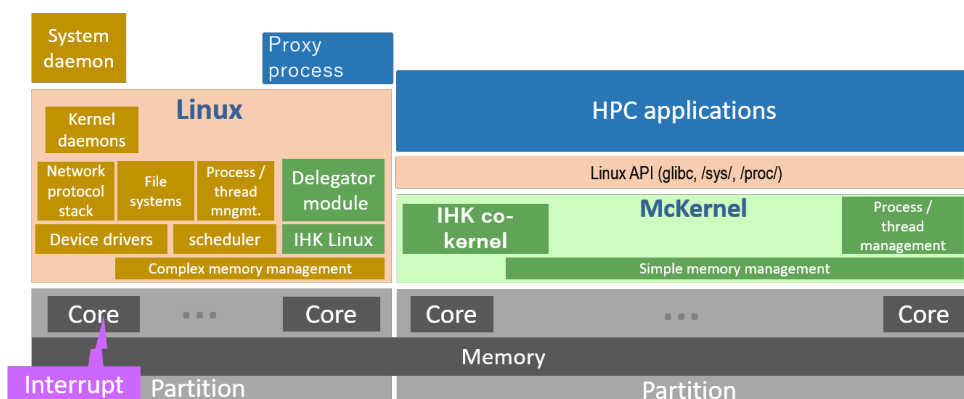 System
daemon
Proxy
process
Linux
Kernel
daemons
Network
protocol
stack
File
systems
Process /
thread
mngmt.
Delegator
module
Device drivers
scheduler
IHK Linux
Complex memory management
HPC applications
Linux API (glibc, /sys/, /proc/)
McKernel
IHK co-
kernel
Process /
thread
management
Simple memory management
Core
Core
Core
Core
Memory
Interrupt
Partition
Partition